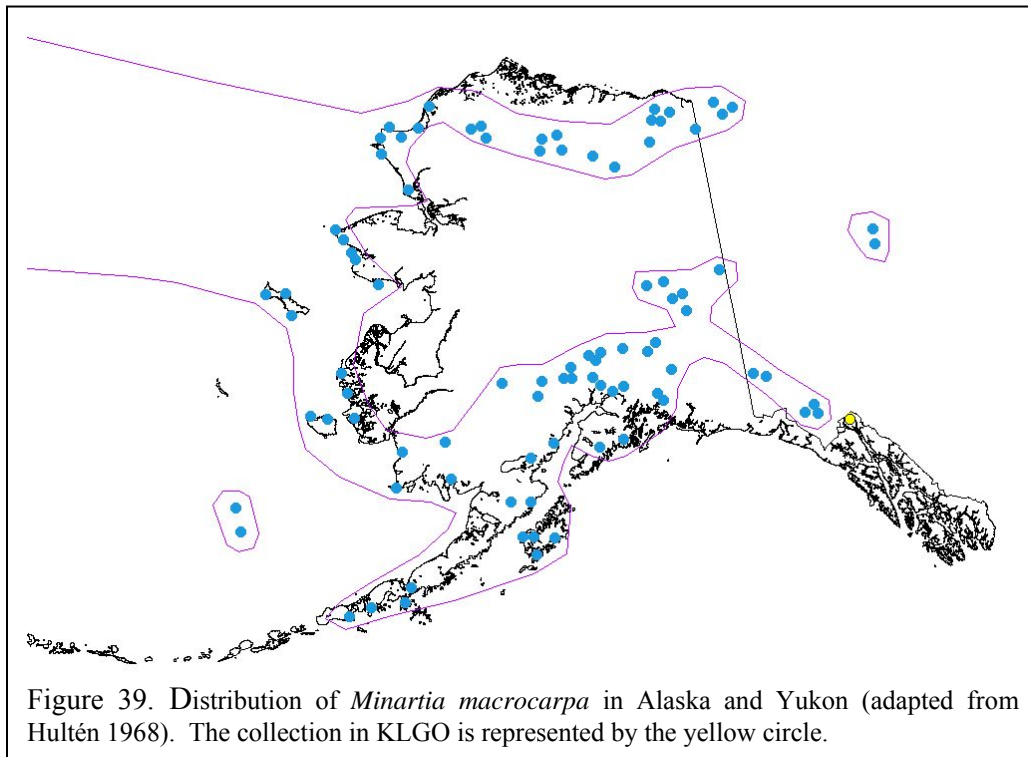 Figure 39. Distribution of Minartia macrocarpa in Alaska and Yukon (adapted from
Hultén 1968). The collection in KLGO is represented by the yellow circle.